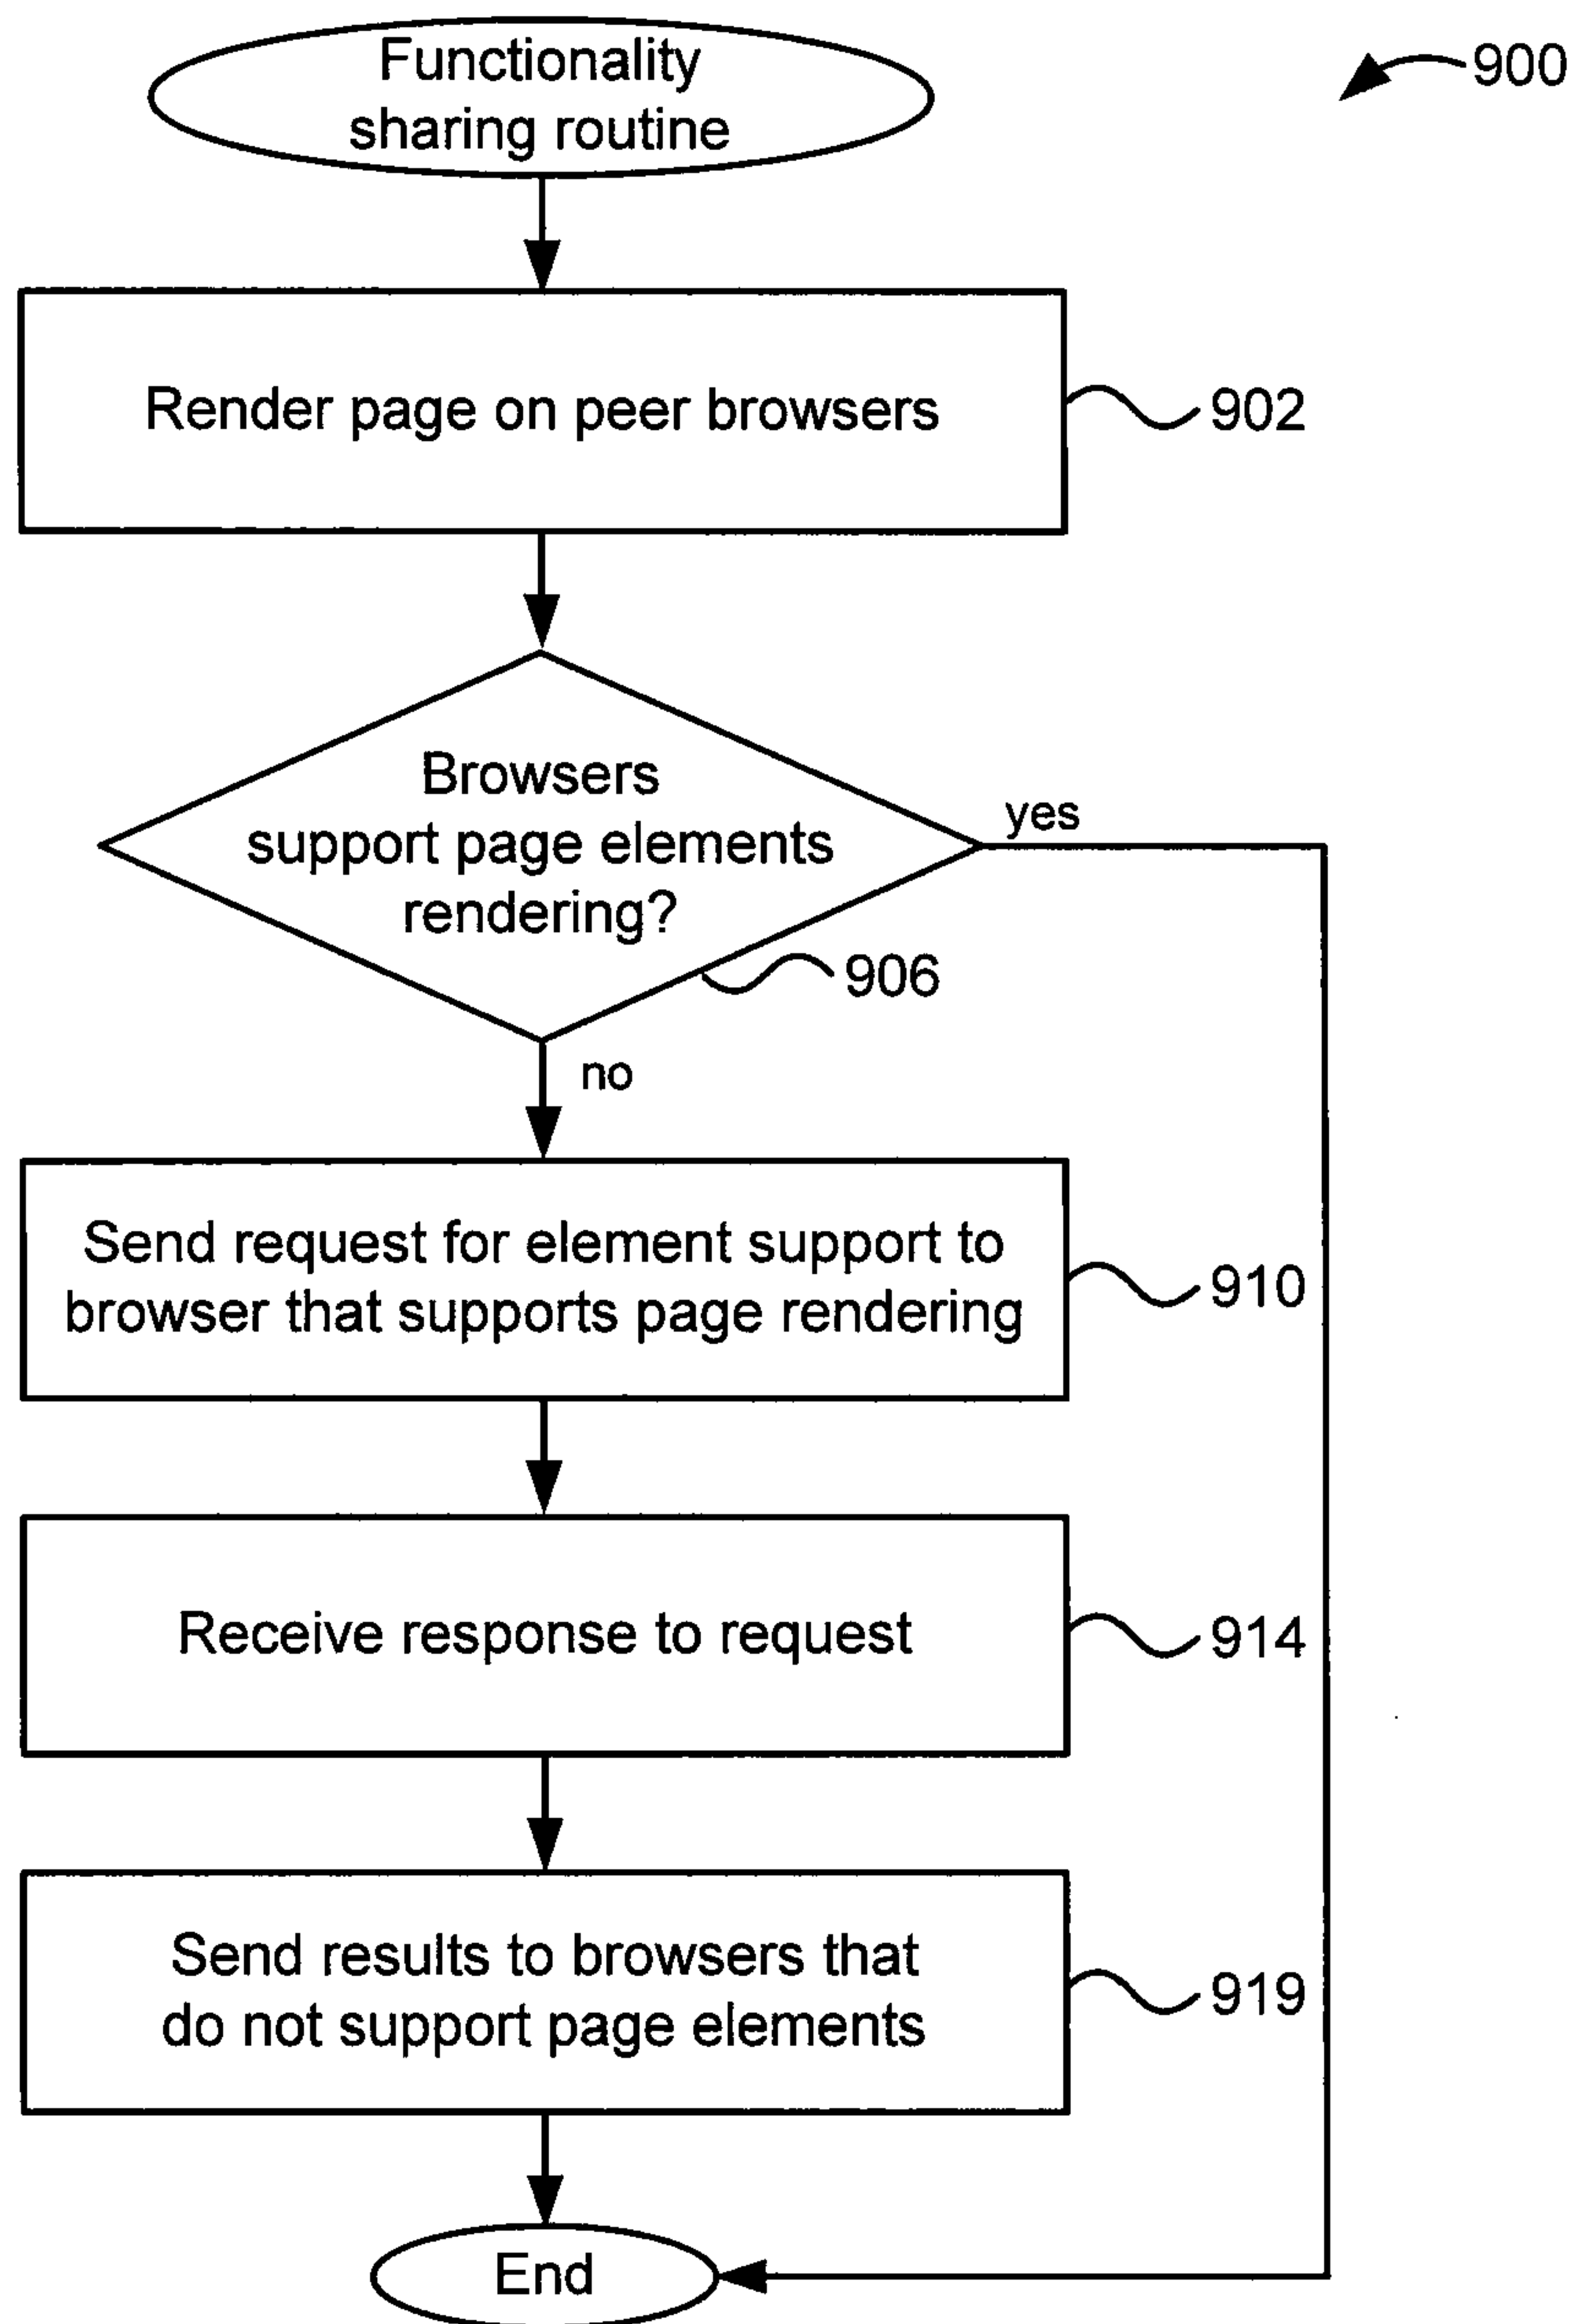 Functionality
sharing routine
900
Render page on peer browsers
902
Browsers
support page elements
rendering?
yes
906
no
Send request for element support to
browser that supports page rendering
910
Receive response to request
914
Send results to browsers that
do not support page elements
919
End